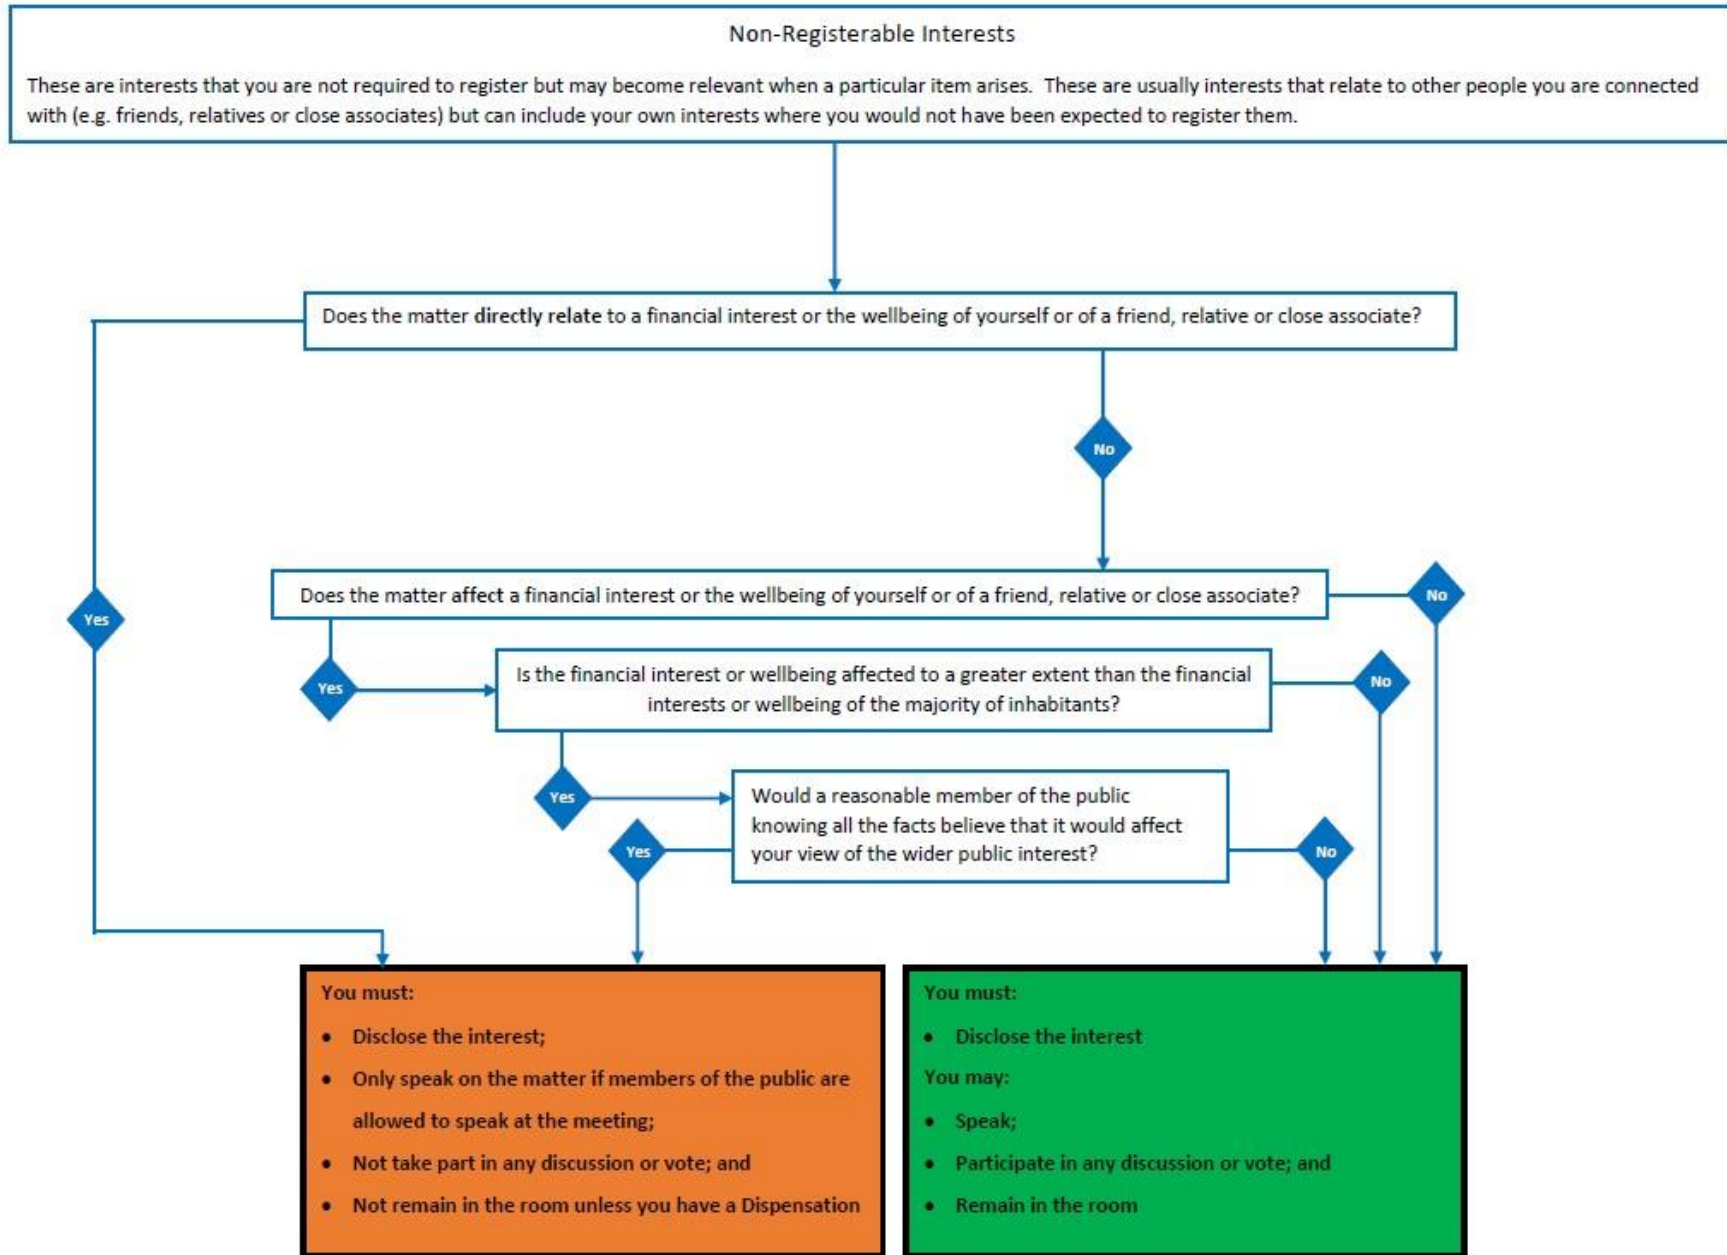 Non-Registerable Interests
These are interests that you are not required to register but may become relevant when a particular item arises.  These are usually interests that relate to other people you are connected
with (e.g. friends, relatives or close associates) but can include your own interests where you would not have been expected to register them.
Does the matter directly relate to a financial interest or the wellbeing of yourself or of a friend, relative or close associate?
No
Does the matter affect a financial interest or the wellbeing of yourself or of a friend, relative or close associate?
No
Yes
Yes
Is the financial interest or wellbeing affected to a greater extent than the financial
interests or wellbeing of the majority of inhabitants?
No
Yes
Would a reasonable member of the public
knowing all the facts believe that it would affect
your view of the wider public interest?
Yes
No
You must:
• Disclose the interest;
• Only speak on the matter if members of the public are
allowed to speak at the meeting;
• Not take part in any discussion or vote; and
• Not remain in the room unless you have a Dispensation
You must:
• Disclose the interest
You may:
• Speak;
• Participate in any discussion or vote; and
• Remain in the room